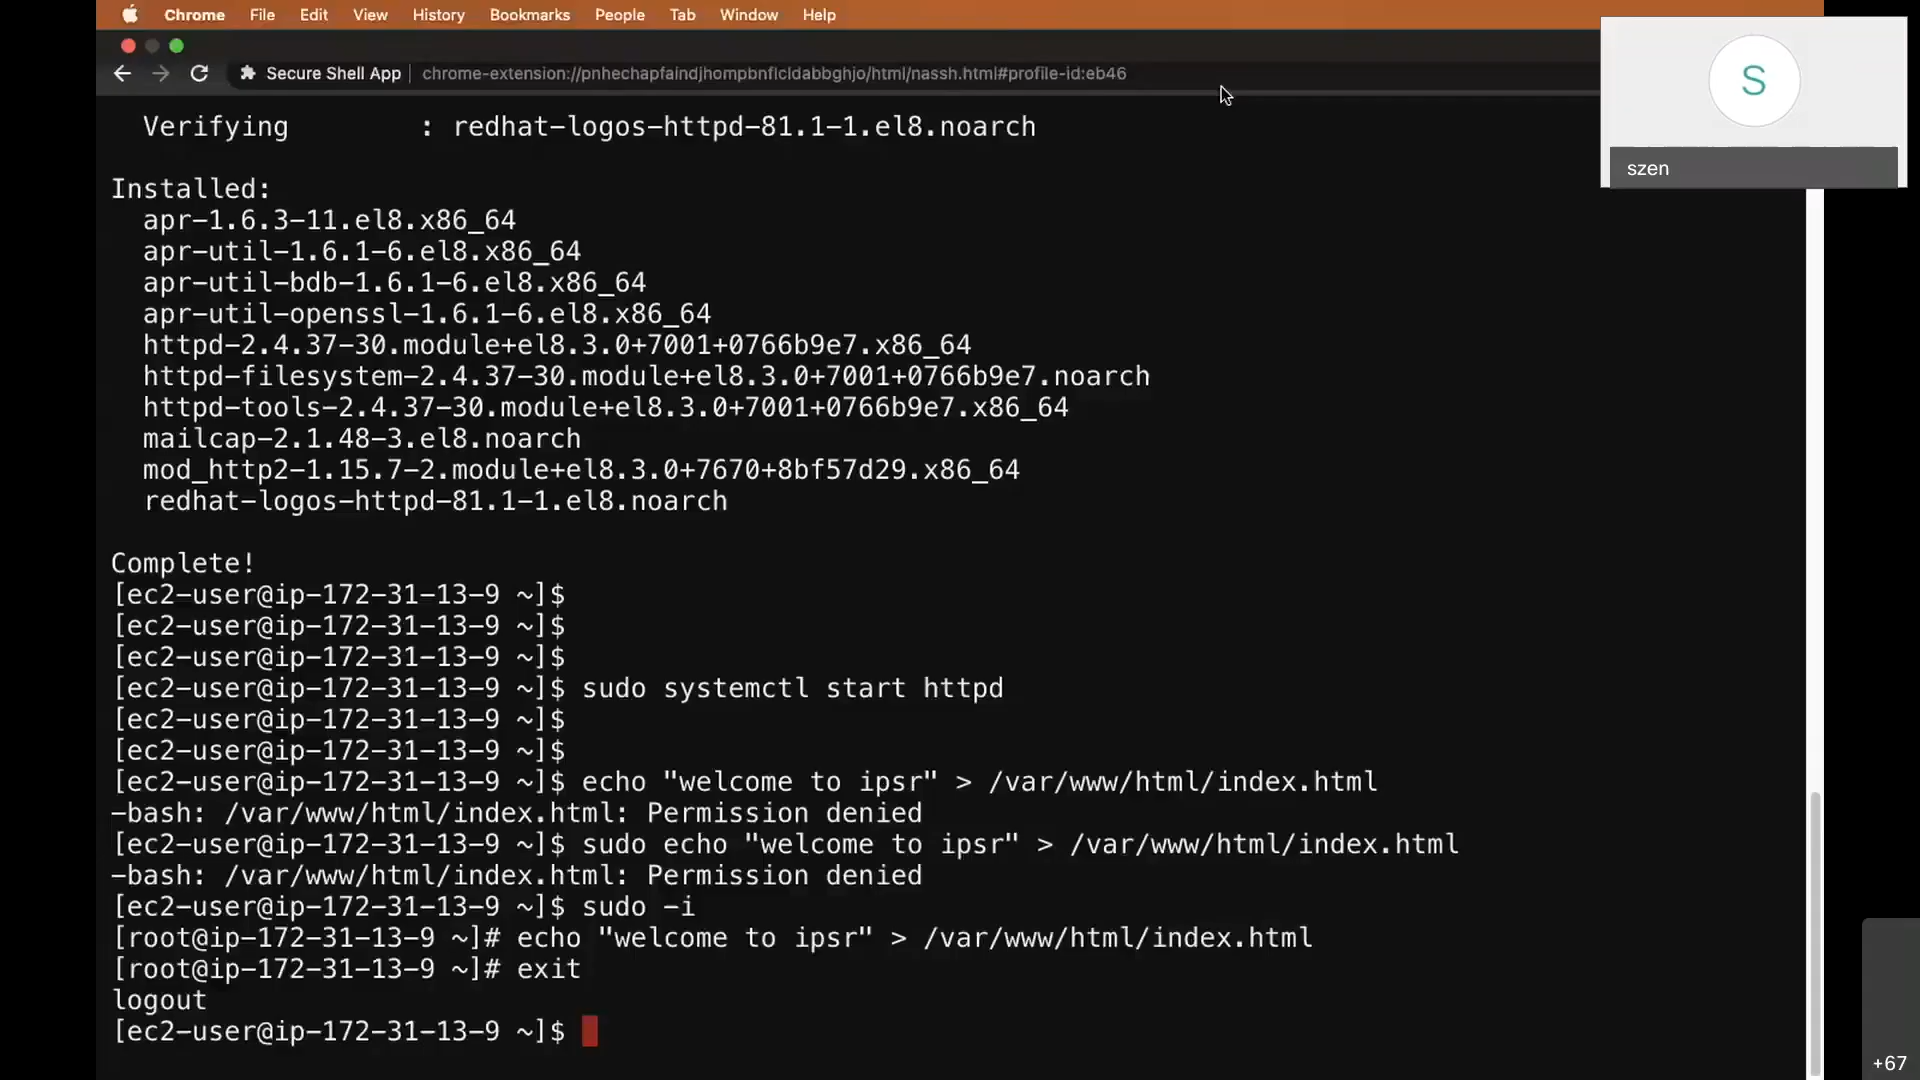 Chrome File Edit View History Bookmarks People Tab Window Help
Secure Shell App chrome-extension://pnhechapfaindjhompbnficldabbghjo/html/nassh.html#profile-id:eb46
S
szen
Verifying : redhat-logos-httpd-81.1-1.el8.noarch
Installed:
apr-1.6.3-11.el8.x86_64
apr-util-1.6.1-6.el8.x86_64
apr-util-bdb-1.6.1-6.el8.x86_64
apr-util-openssl-1.6.1-6.el8.x86_64
httpd-2.4.37-30.module+el8.3.0+7001+0766b9e7.x86_64
httpd-filesystem-2.4.37-30.module+el8.3.0+7001+0766b9e7.noarch
httpd-tools-2.4.37-30.module+el8.3.0+7001+0766b9e7.x86_64
mailcap-2.1.48-3.el8.noarch
mod_http2-1.15.7-2.module+el8.3.0+7670+8bf57d29.x86_64
redhat-logos-httpd-81.1-1.el8.noarch
Complete!
[ec2-user@ip-172-31-13-9 ~]$
[ec2-user@ip-172-31-13-9 ~]$
[ec2-user@ip-172-31-13-9 ~]$
[ec2-user@ip-172-31-13-9 ~]$ sudo systemctl start httpd
[ec2-user@ip-172-31-13-9 ~]$
[ec2-user@ip-172-31-13-9 ~]$
[ec2-user@ip-172-31-13-9 ~]$ echo "welcome to ipsr" > /var/www/html/index.html
-bash: /var/www/html/index.html: Permission denied
[ec2-user@ip-172-31-13-9 ~]$ sudo echo "welcome to ipsr" > /var/www/html/index.html
-bash: /var/www/html/index.html: Permission denied
[ec2-user@ip-172-31-13-9 ~]$ sudo -i
[root@ip-172-31-13-9 ~]# echo "welcome to ipsr" > /var/www/html/index.html
[root@ip-172-31-13-9 ~]# exit
logout
[ec2-user@ip-172-31-13-9 ~]$
+67